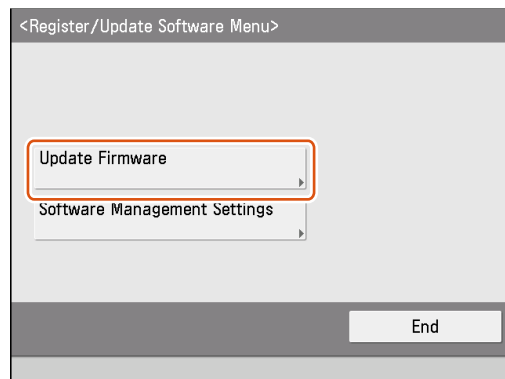 <Register/Update Software Menu>
Update Firmware
Software Management Settings
End